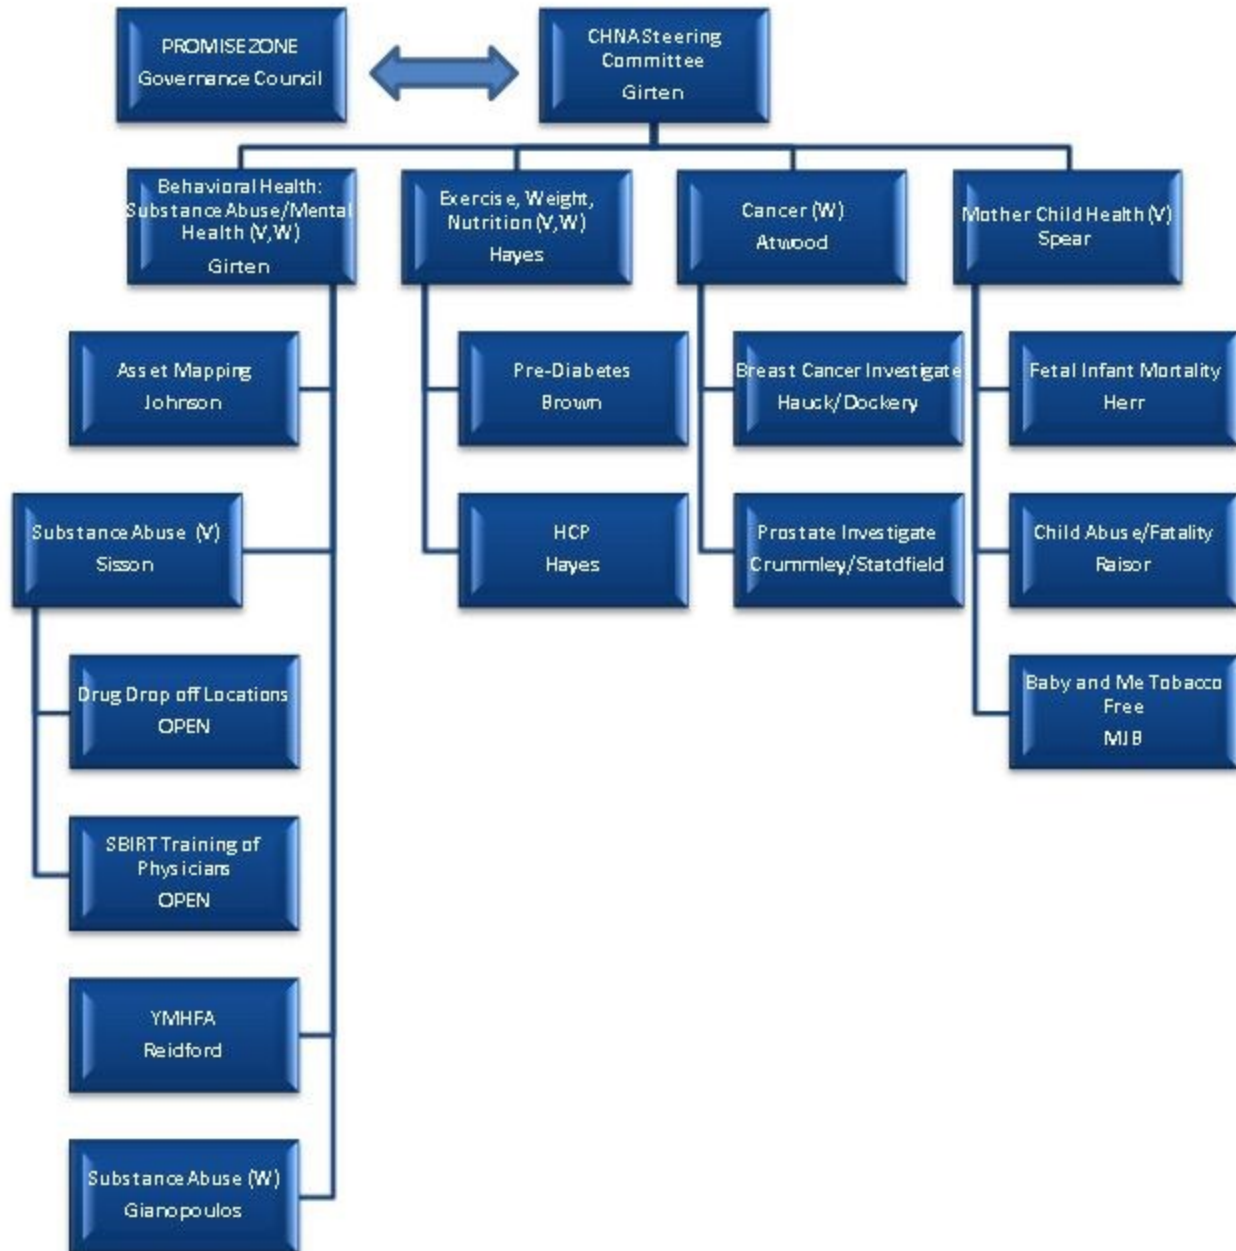 PROMISE ZONE
Governance Council
CHNA Steering
Committee
Girten
Behavioral Health:
Substance Abuse/Mental
Health (V,W)
Girten
Exercise, Weight,
Nutrition (V,W)
Hayes
Cancer (W)
Atwood
Mother Child Health (V)
Spear
Asset Mapping
Johnson
Pre-Diabetes
Brown
Breast Cancer Investigate
Hauck/Dockery
Fetal Infant Mortality
Herr
Substance Abuse (V)
Sisson
HCP
Hayes
Prostate Investigate
Crummley/Statdfield
Child Abuse/Fatality
Raisor
Drug Drop off Locations
OPEN
Baby and Me Tobacco
Free
MJB
SBIRT Training of
Physicians
OPEN
YMHFA
Reidford
Substance Abuse (W)
Gianopoulos